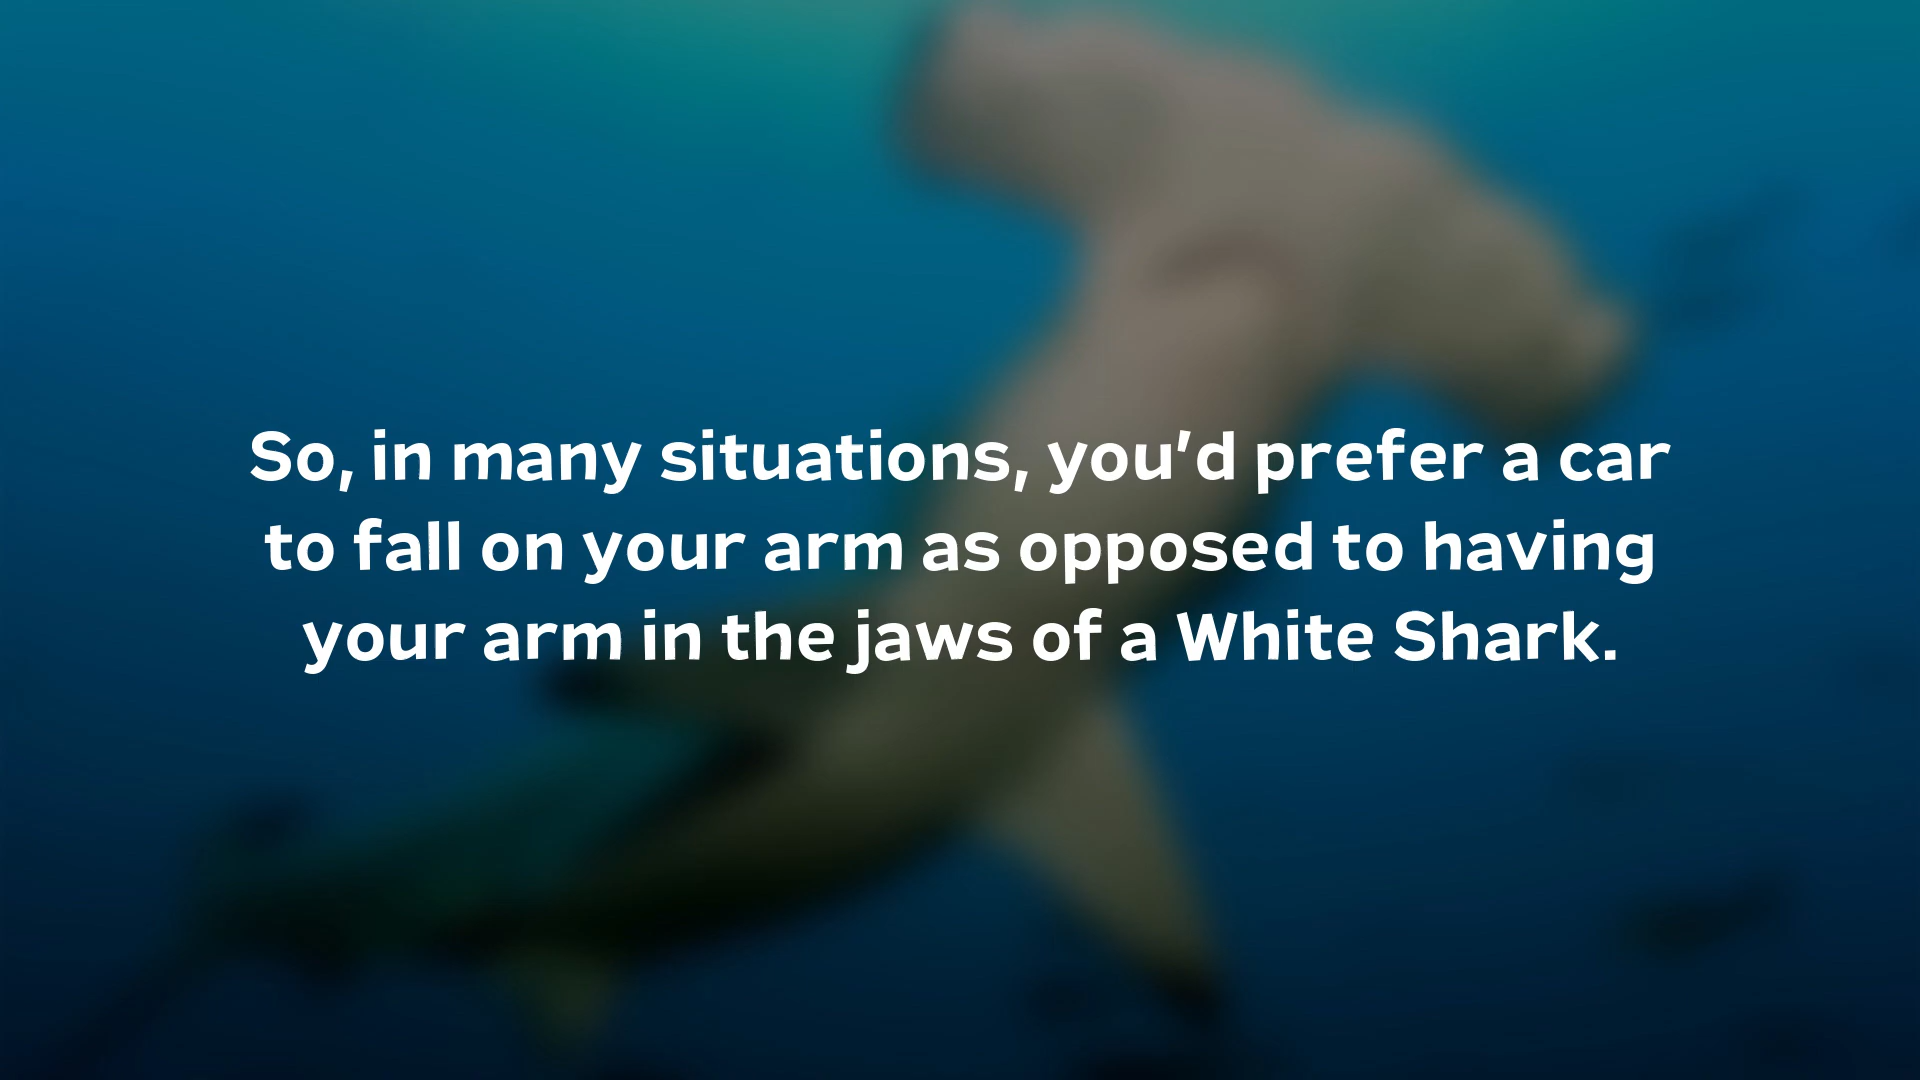 So, in many situations, you'd prefer a car
to fall on your arm as opposed to having
your arm in the jaws of a White Shark.